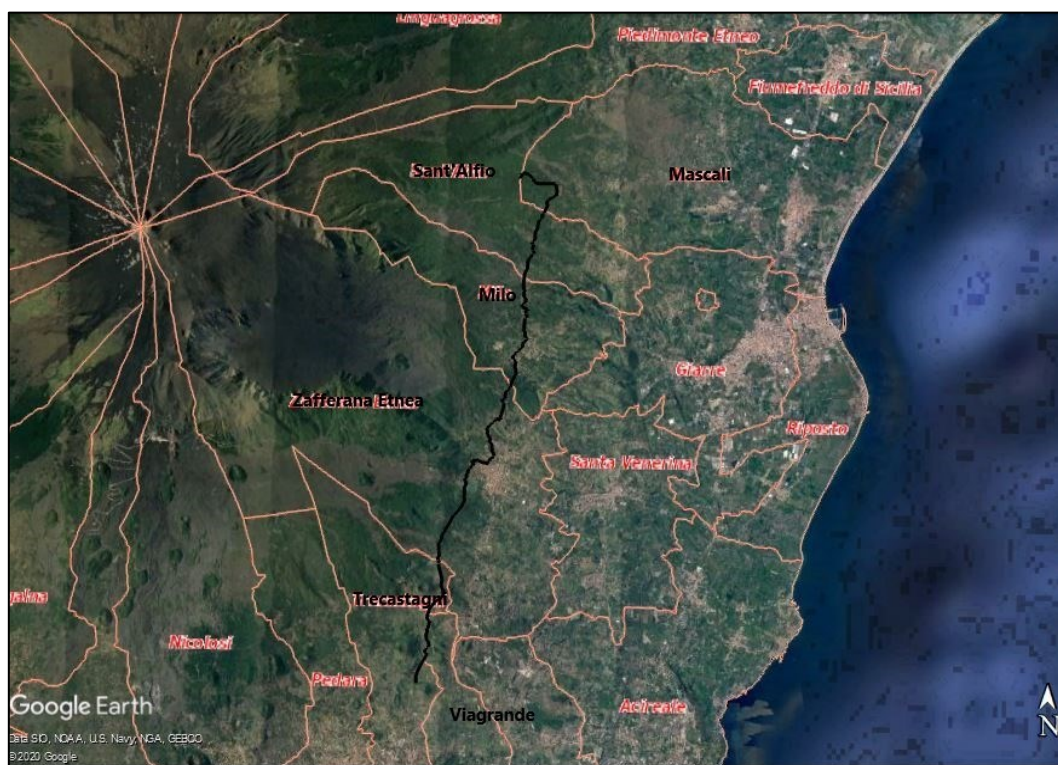 Linguagrossa
Piedimonte Etneo
Fiumefreddo di Sicilia
Sant'Alfio
Mascali
Milo
Giarre
Zafferana Etnea
Riposto
Santa Venerina
Trecastagni
Nicolosi
Pedara
Viagrande
Acireale
Google Earth
Data SIO, NOAA, U.S. Navy, NGA, GEBCO
©2020 Google
N